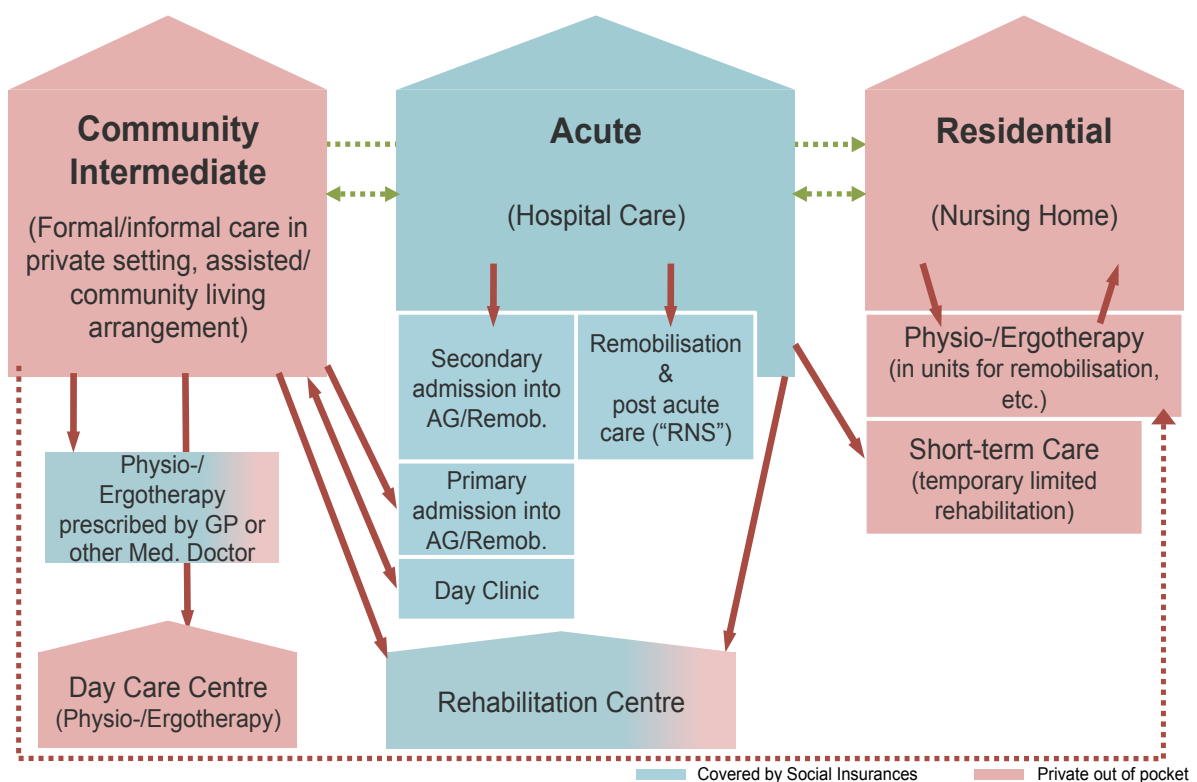 Community
Intermediate
(Formal/informal care in
private setting, assisted/
community living
arrangement)
Acute
(Hospital Care)
Residential
(Nursing Home)
Secondary
admission into
AG/Remob.
Remobilisation
&
post acute
care (“RNS”)
Physio-/Ergotherapy
(in units for remobilisation,
etc.)
Short-term Care
(temporary limited
rehabilitation)
Physio-/
Ergotherapy
prescribed by GP or
other Med. Doctor
Primary
admission into
AG/Remob.
Day Clinic
Day Care Centre
(Physio-/Ergotherapy)
Rehabilitation Centre
Covered by Social Insurances
Private out of pocket